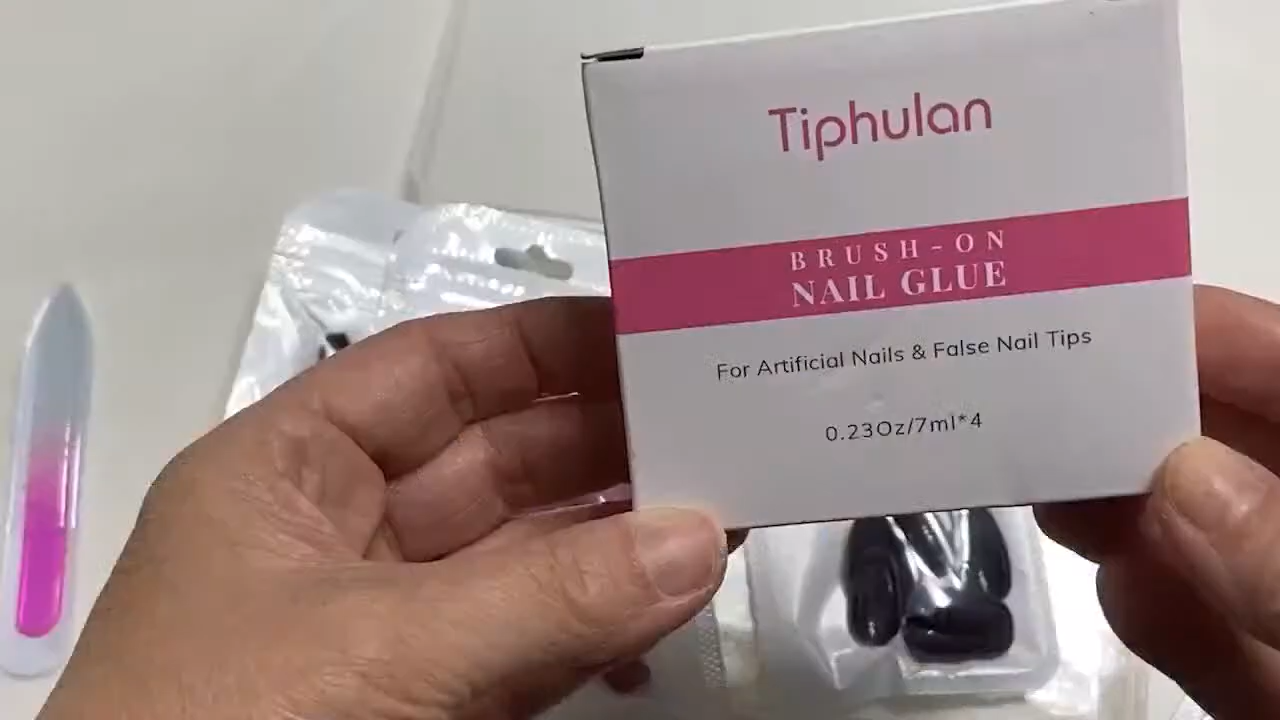 Tiphulan
BRUSH-ON
NAIL GLUE
For Artificial Nails & False Nail Tips
0.23Oz/7ml*4